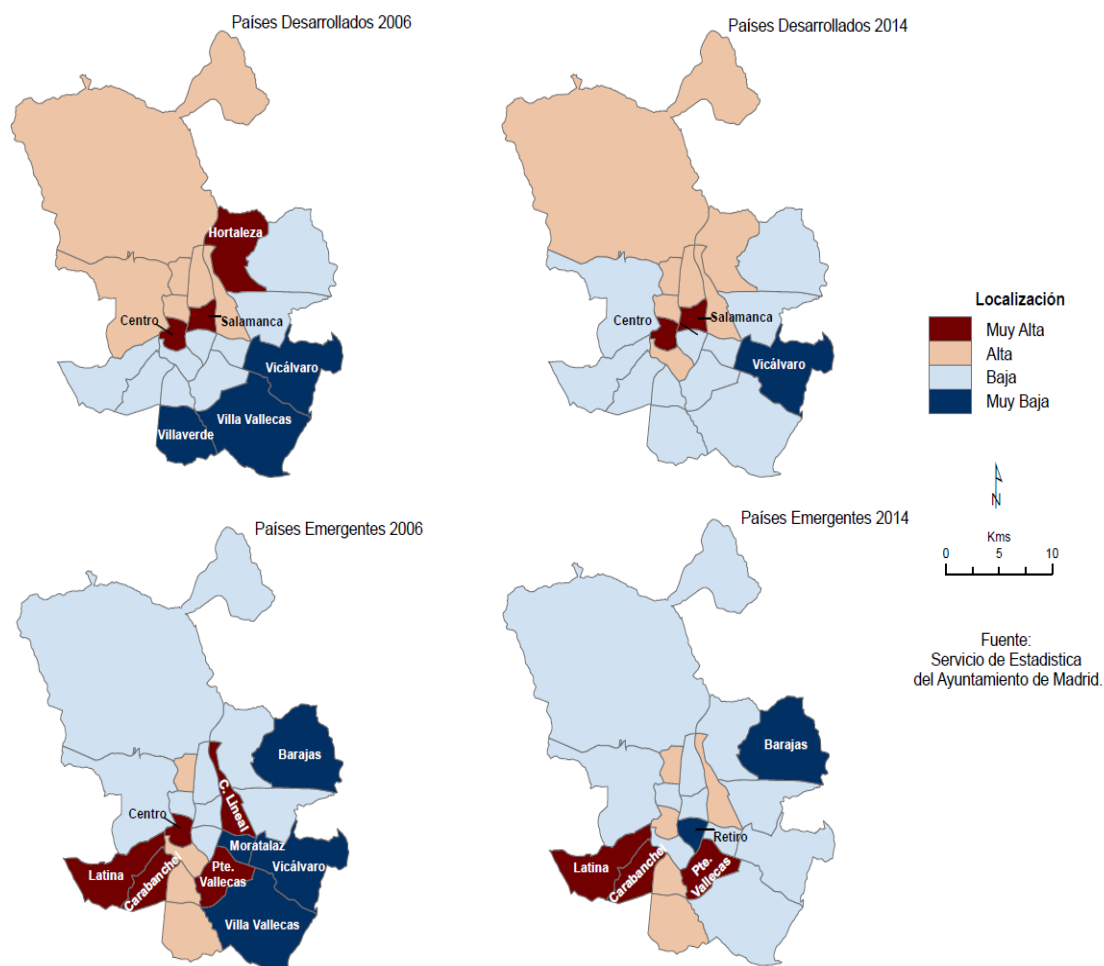 Países Desarrollados 2006
Hortaleza
Centro
Salamanca
Vicálvaro
Villa Vallecas
Villaverde
Países Desarrollados 2014
Centro
Salamanca
Vicálvaro
Localización
Muy Alta
Alta
Baja
Muy Baja
N
Kms
0 5 10
Fuente:
Servicio de Estadistica
del Ayuntamiento de Madrid.
Países Emergentes 2006
Barajas
C. Lineal
Centro
Moratalaz
Latina
Carabanchel
Pte.
Vallecas
Vicálvaro
Villa Vallecas
Países Emergentes 2014
Barajas
Retiro
Latina
Carabanchel
Pte.
Vallecas